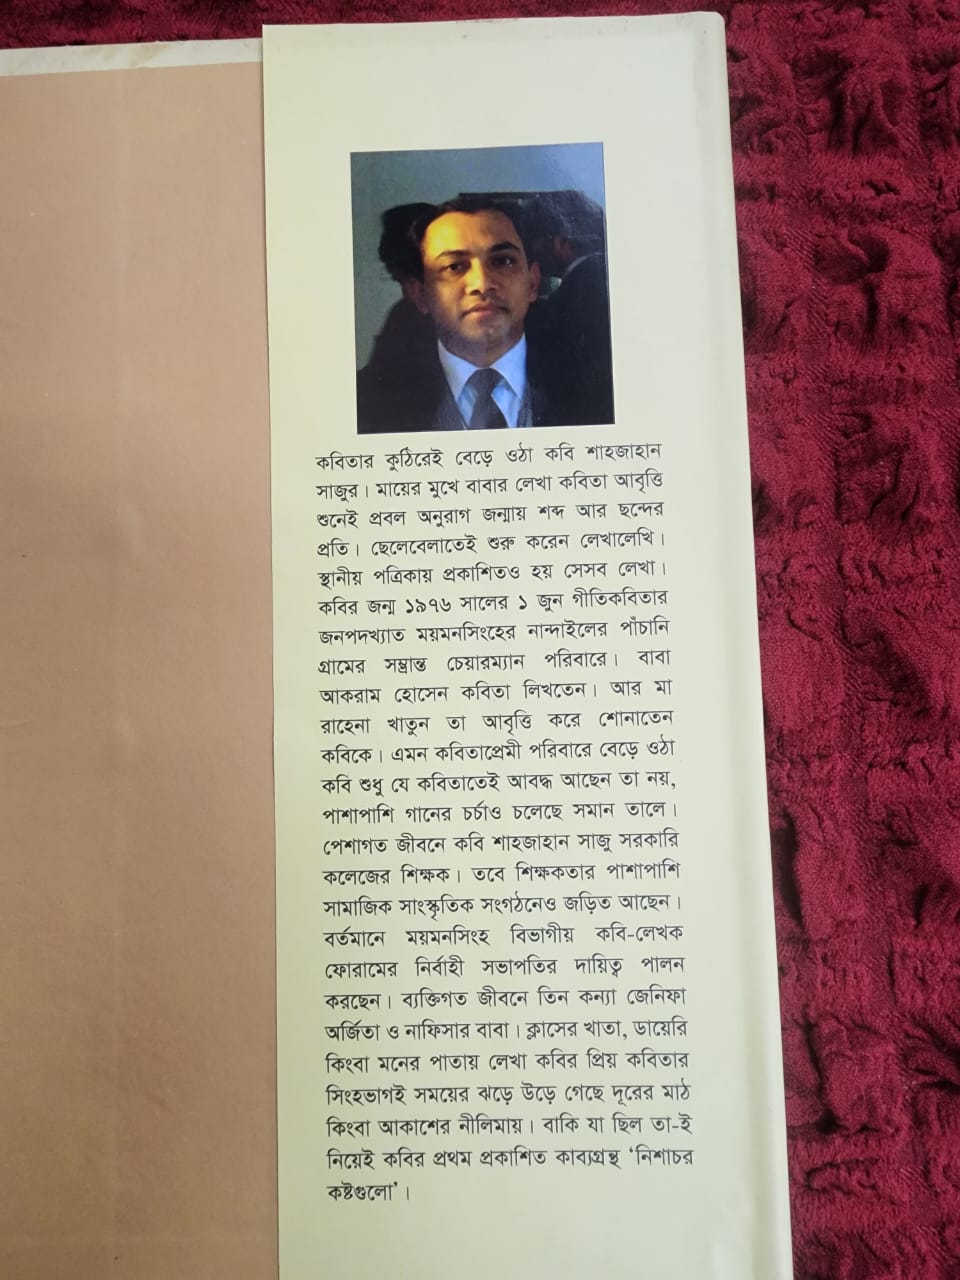 কবিতার কুঠিরেই বেড়ে ওঠা কবি শাহজাহান
সাজুর। মায়ের মুখে বাবার লেখা কবিতা আবৃত্তি
শুনেই প্রবল অনুরাগ জন্মায় শব্দ আর ছন্দের
প্রতি। ছেলেবেলাতেই শুরু করেন লেখালেখি।
স্থানীয় পত্রিকায় প্রকাশিতও হয় সেসব লেখা।
কবির জন্ম ১৯৭৬ সালের ১ জুন গীতিকবিতার
জনপদখ্যাত ময়মনসিংহের নান্দাইলের পাঁচানি
গ্রামের সম্ভ্রান্ত চেয়ারম্যান পরিবারে। বাবা
আকরাম হোসেন কবিতা লিখতেন। আর মা
রাহেনা খাতুন তা আবৃত্তি করে শোনাতেন
কবিকে। এমন কবিতাপ্রেমী পরিবারে বেড়ে ওঠা
কবি শুধু যে কবিতাতেই আবদ্ধ আছেন তা নয়,
পাশাপাশি গানের চর্চাও চলেছে সমান তালে।
পেশাগত জীবনে কবি শাহজাহান সাজু সরকারি
কলেজের শিক্ষক। তবে শিক্ষকতার পাশাপাশি
সামাজিক সাংস্কৃতিক সংগঠনেও জড়িত আছেন।
বর্তমানে ময়মনসিংহ বিভাগীয় কবি-লেখক
ফোরামের নির্বাহী সভাপতির দায়িত্ব পালন
করছেন। ব্যক্তিগত জীবনে তিন কন্যা জেনিফা
অর্জিতা ও নাফিসার বাবা। ক্লাসের খাতা, ডায়েরি
কিংবা মনের পাতায় লেখা কবির প্রিয় কবিতার
সিংহভাগই সময়ের ঝড়ে উড়ে গেছে দূরের মাঠ
কিংবা আকাশের নীলিমায়। বাকি যা ছিল তা-ই
নিয়েই কবির প্রথম প্রকাশিত কাব্যগ্রন্থ ‘নিশাচর
কষ্টগুলো’।